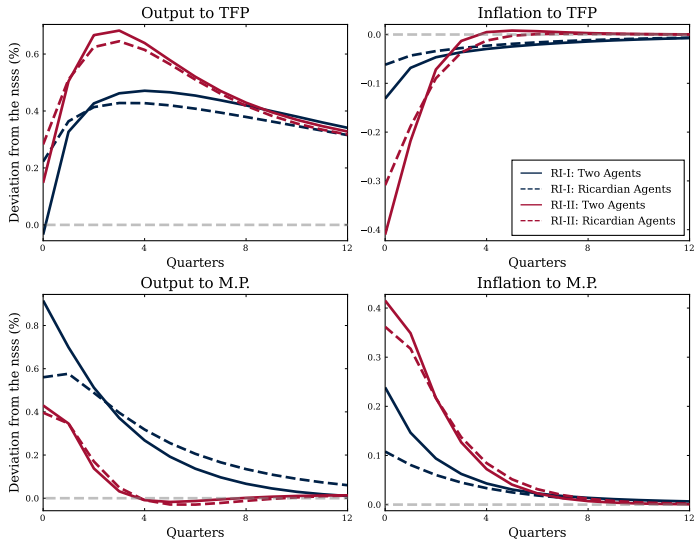 Output to TFP
Inflation to TFP
Deviation from the nsss (%)
0.6
0.4
0.2
0.0
0
4
8
12
Quarters
0.0
−0.1
−0.2
−0.3
−0.4
0
4
8
12
Quarters
RI-I: Two Agents
RI-I: Ricardian Agents
RI-II: Two Agents
RI-II: Ricardian Agents
Output to M.P.
Inflation to M.P.
Deviation from the nsss (%)
0.8
0.6
0.4
0.2
0.0
0
4
8
12
Quarters
0.4
0.3
0.2
0.1
0.0
0
4
8
12
Quarters